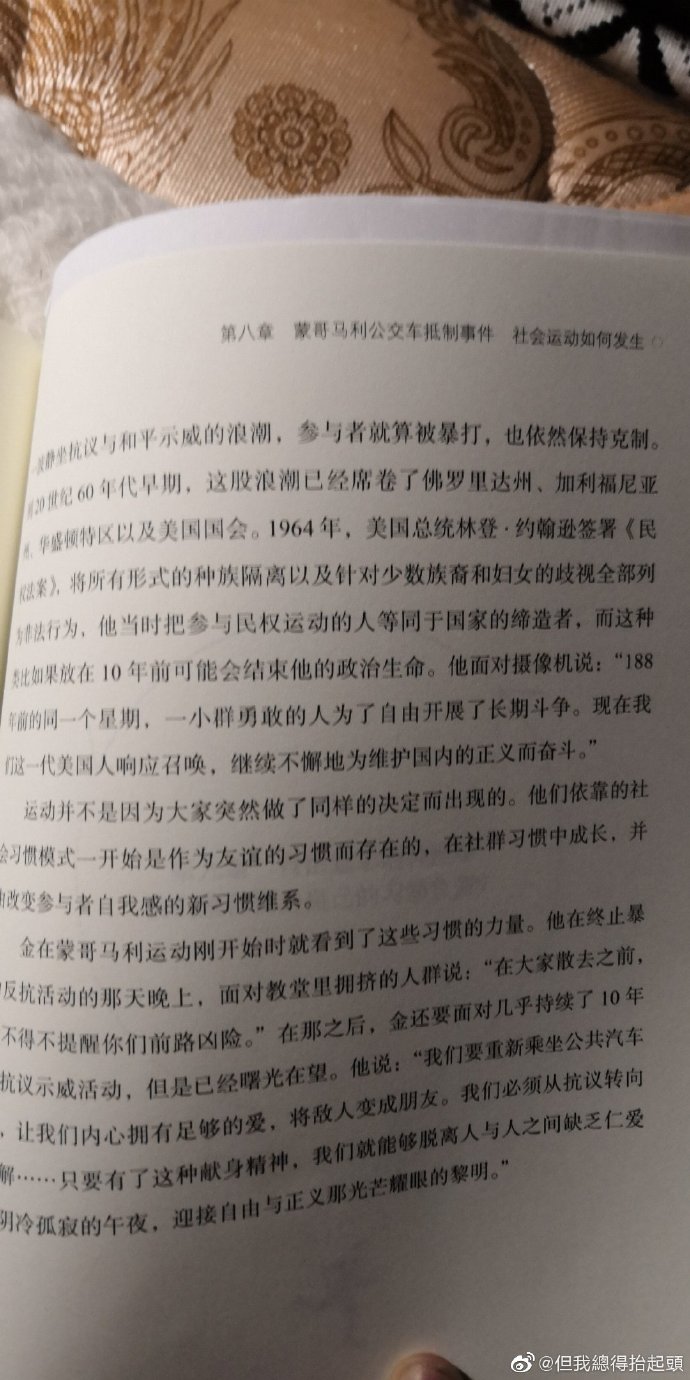 第八章 蒙哥马利公交车抵制事件 社会运动如何发生
静坐抗议与和平示威的浪潮，参与者就算被暴打，也依然保持克制。
20世纪60年代早期，这股浪潮已经席卷了佛罗里达州、加利福尼亚
州、华盛顿特区以及美国国会。1964年，美国总统林登·约翰逊签署《民
权法案》，将所有形式的种族隔离以及针对少数族裔和妇女的歧视全部列
为非法行为，他当时把参与民权运动的人等同于国家的缔造者，而这种
类比如果放在10年前可能会结束他的政治生命。他面对摄像机说：“188
年前的同一个星期，一小群勇敢的人为了自由开展了长期斗争。现在我
们这一代美国人响应召唤，继续不懈地为维护国内的正义而奋斗。”
运动并不是因为大家突然做了同样的决定而出现的。他们依靠的社
会习惯模式一开始是作为友谊的习惯而存在的，在社群习惯中成长，并
由改变参与者自我感的新习惯维系。
金在蒙哥马利运动刚开始时就看到了这些习惯的力量。他在终止暴
反抗活动的那天晚上，面对教堂里拥挤的人群说：“在大家散去之前，
不得不提醒你们前路凶险。”在那之后，金还要面对几乎持续了10年
抗议示威活动，但是已经曙光在望。他说：“我们要重新乘坐公共汽车
，让我们内心拥有足够的爱，将敌人变成朋友。我们必须从抗议转向
解……只要有了这种献身精神，我们就能够脱离人与人之间缺乏仁爱
阴冷孤寂的午夜，迎接自由与正义那光芒耀眼的黎明。”
@但我總得抬起頭